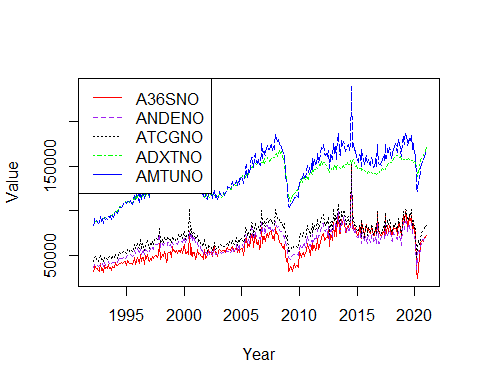 A36SNO
ANDENO
ATCGNO
ADXTNO
AMTUNO
150000
50000
Value
1995 2000 2005 2010 2015 2020
Year